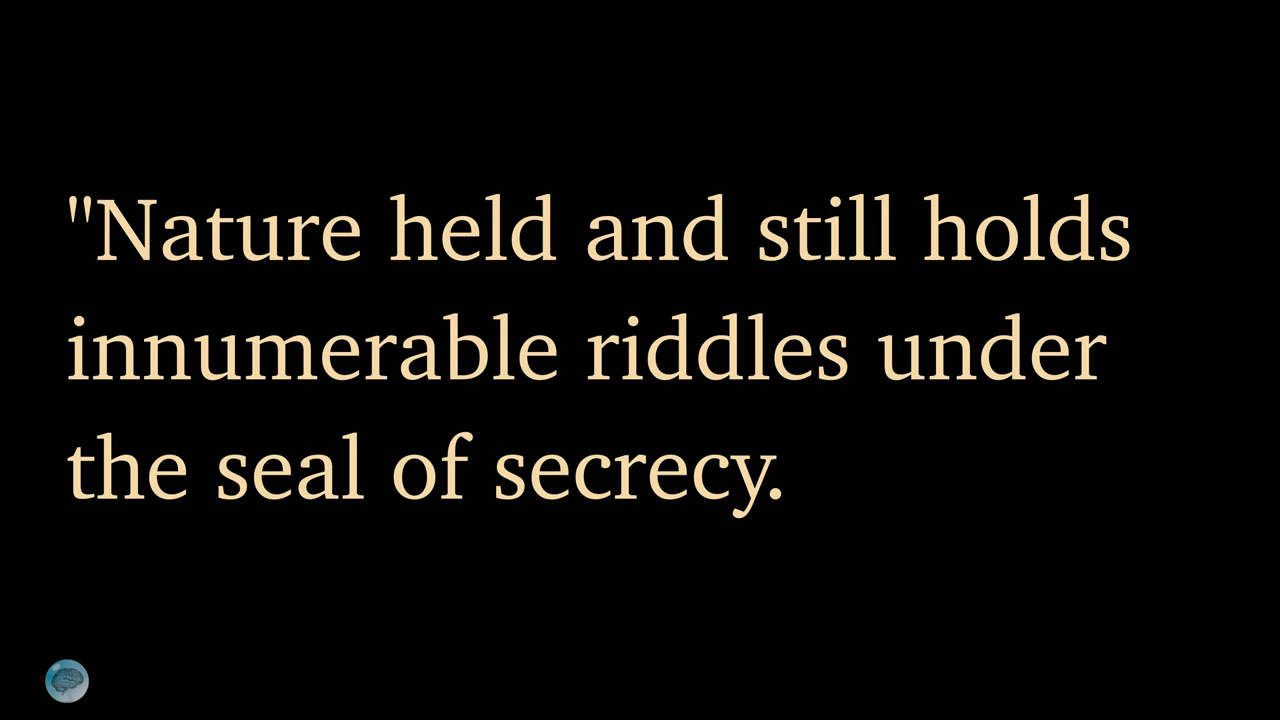 "Nature held and still holds
innumerable riddles under
the seal of secrecy.